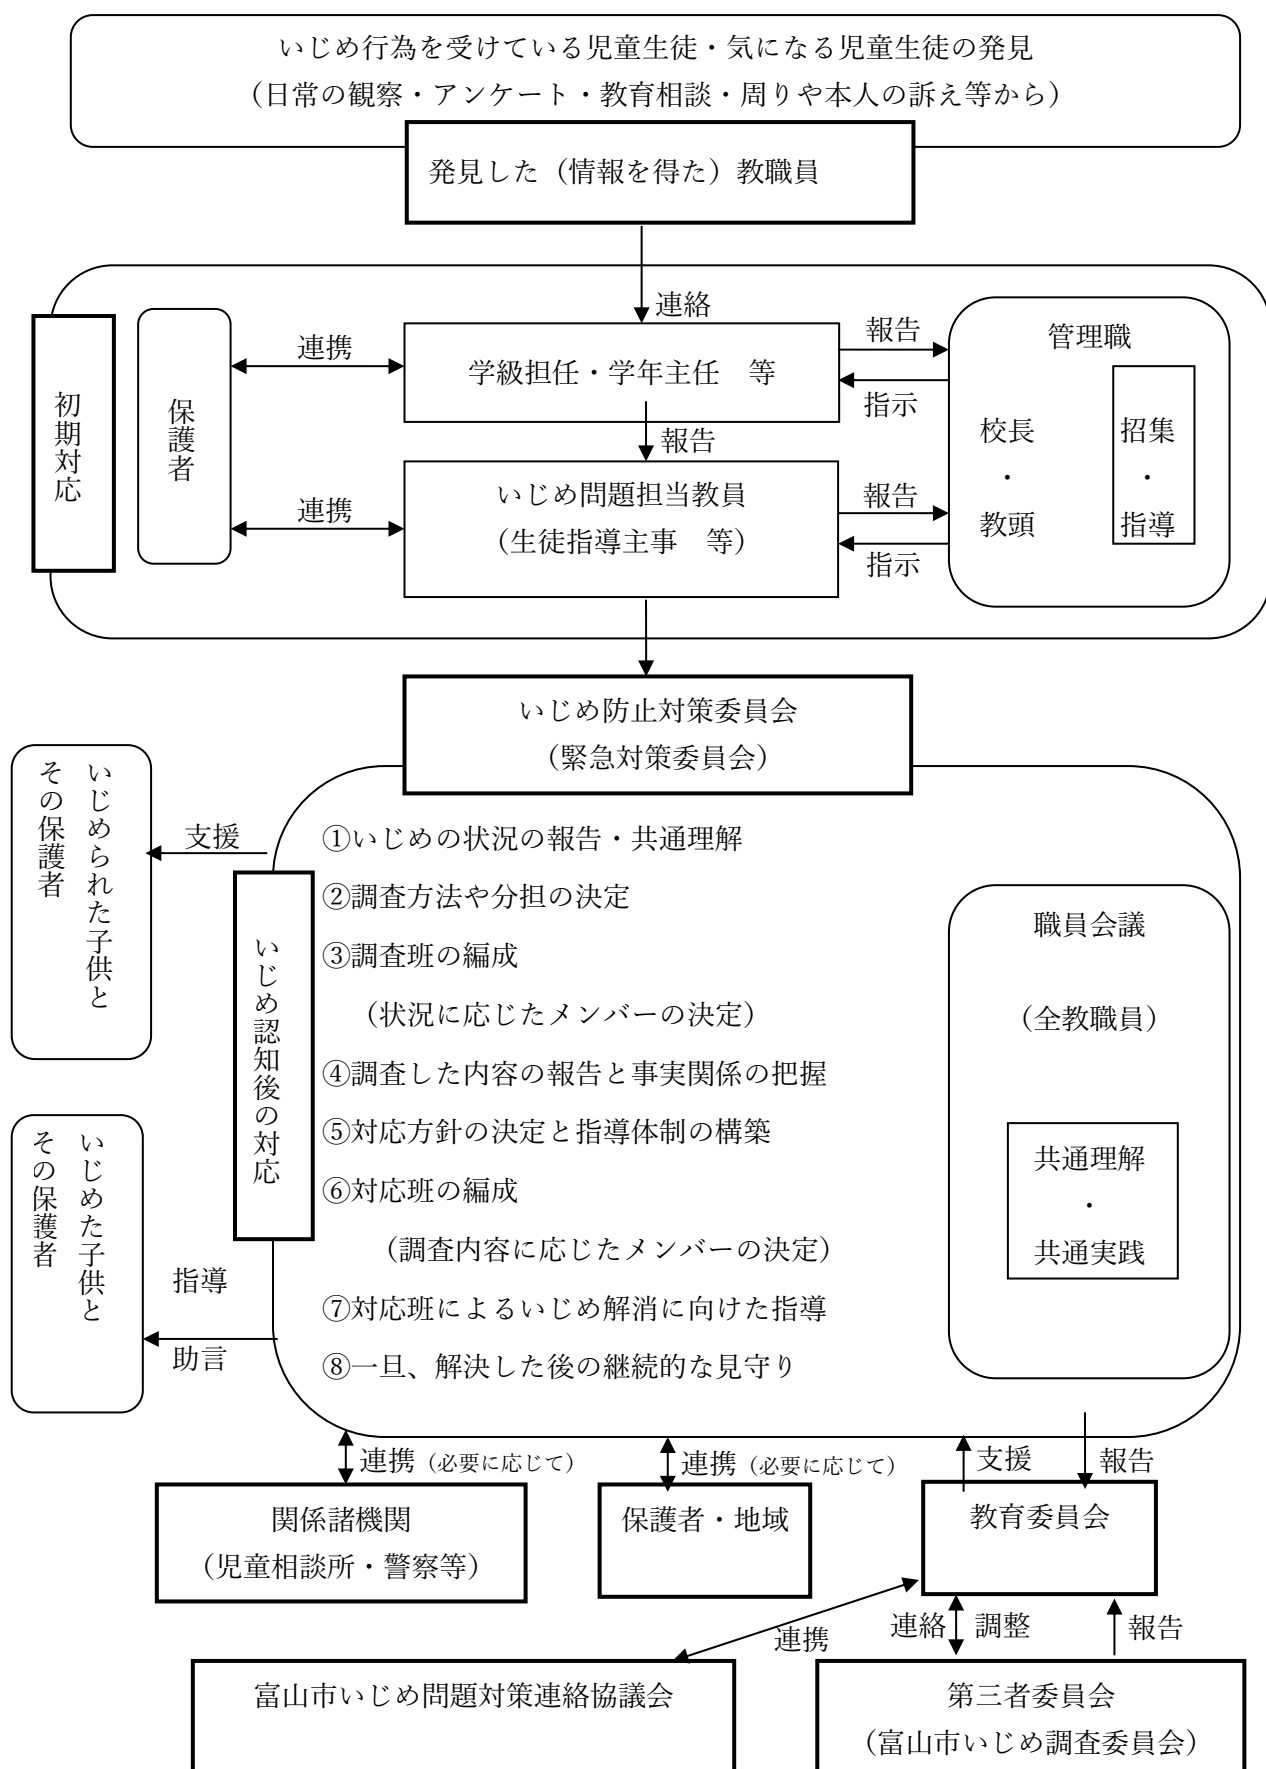 いじめ行為を受けている児童生徒・気になる児童生徒の発見
（日常の観察・アンケート・教育相談・周りや本人の訴え等から）
発見した（情報を得た）教職員
連絡
初期対応
保護者
連携
学級担任・学年主任　等
報告
指示
報告
連携
いじめ問題担当教員
（生徒指導主事　等）
報告
指示
管理職
校長
・
教頭
招集
・
指導
いじめ防止対策委員会
（緊急対策委員会）
いじめられた子供と
その保護者
支援
いじめ認知後の対応
①いじめの状況の報告・共通理解
②調査方法や分担の決定
③調査班の編成
（状況に応じたメンバーの決定）
④調査した内容の報告と事実関係の把握
⑤対応方針の決定と指導体制の構築
⑥対応班の編成
（調査内容に応じたメンバーの決定）
⑦対応班によるいじめ解消に向けた指導
⑧一旦、解決した後の継続的な見守り
職員会議
（全教職員）
共通理解
・
共通実践
いじめた子供と
その保護者
指導
助言
連携（必要に応じて）
連携（必要に応じて）
支援
報告
関係諸機関
（児童相談所・警察等）
保護者・地域
教育委員会
連携
連絡
調整
報告
富山市いじめ問題対策連絡協議会
第三者委員会
（富山市いじめ調査委員会）